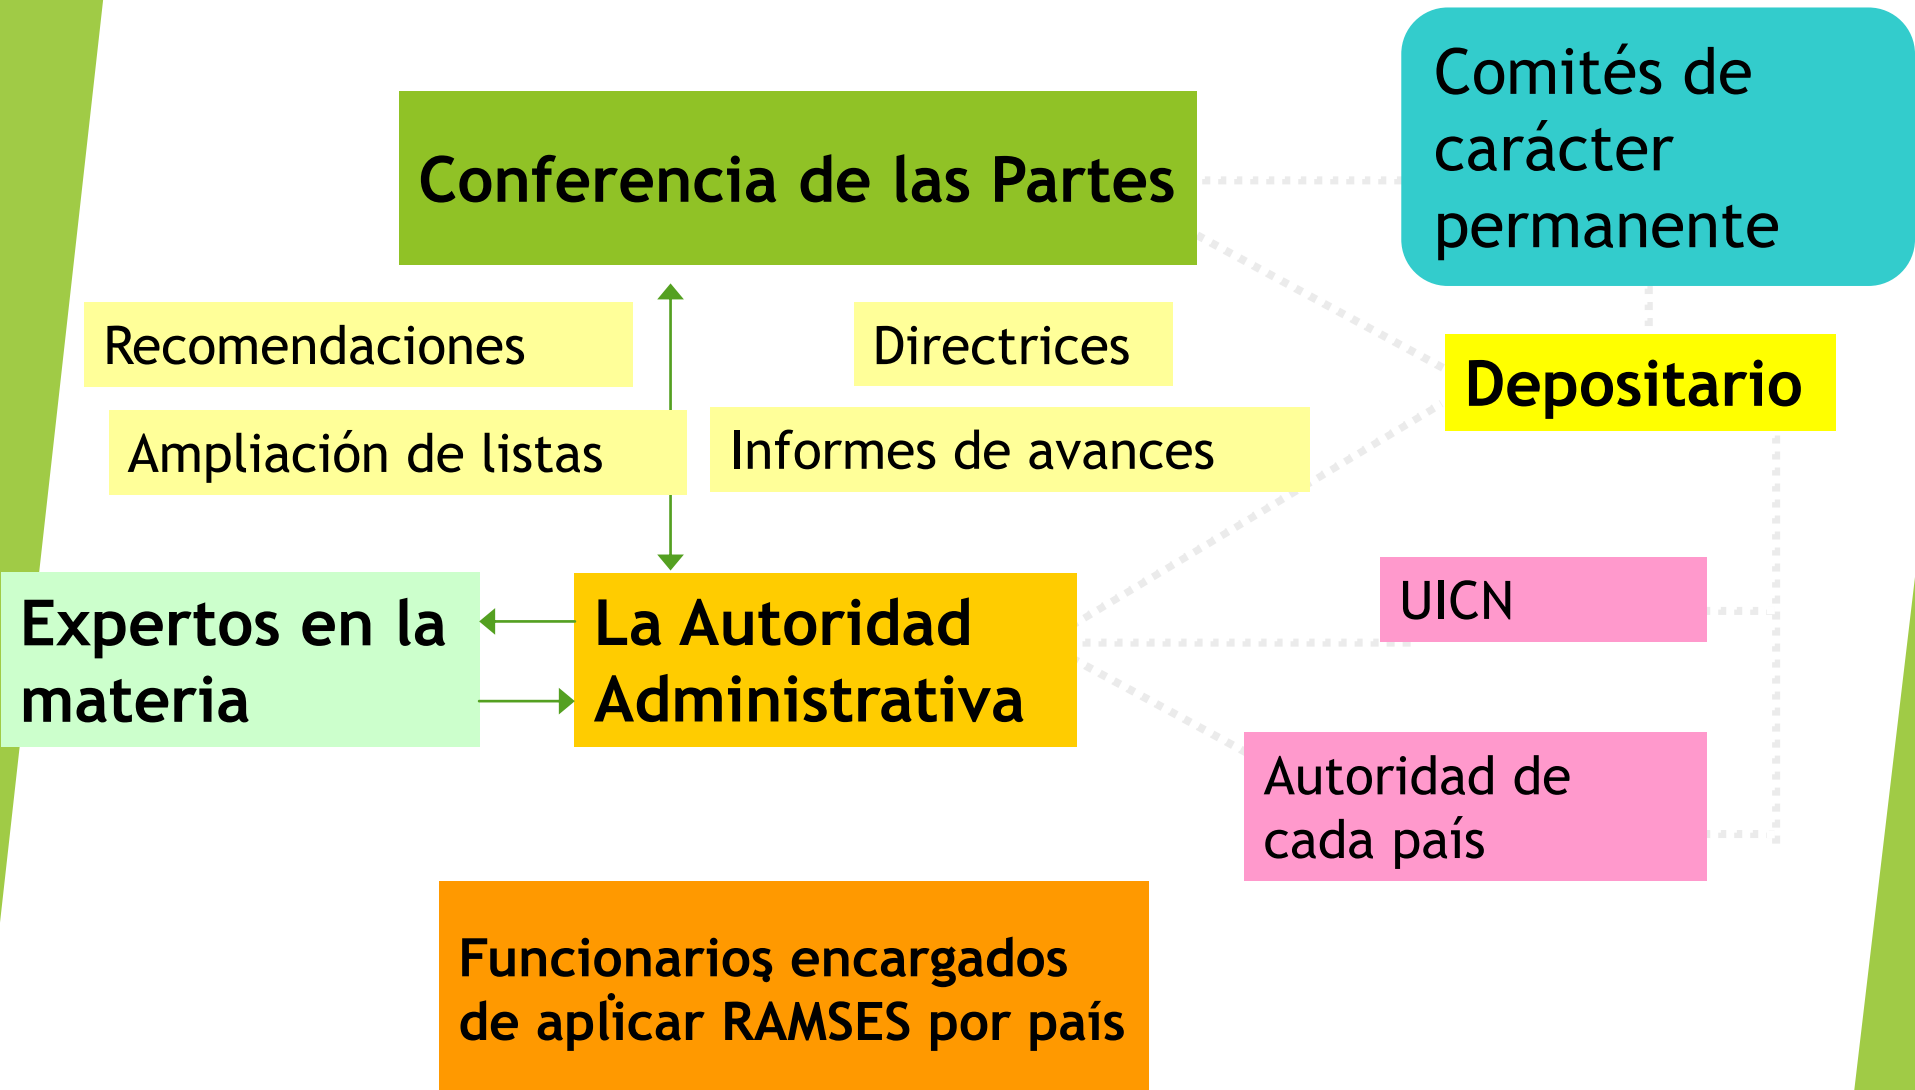 Comités de
carácter
permanente
Conferencia de las Partes
Recomendaciones
Directrices
Depositario
Ampliación de listas
Informes de avances
Expertos en la
materia
La Autoridad
Administrativa
UICN
Autoridad de
cada país
Funcionarios encargados
de aplicar RAMSES por país